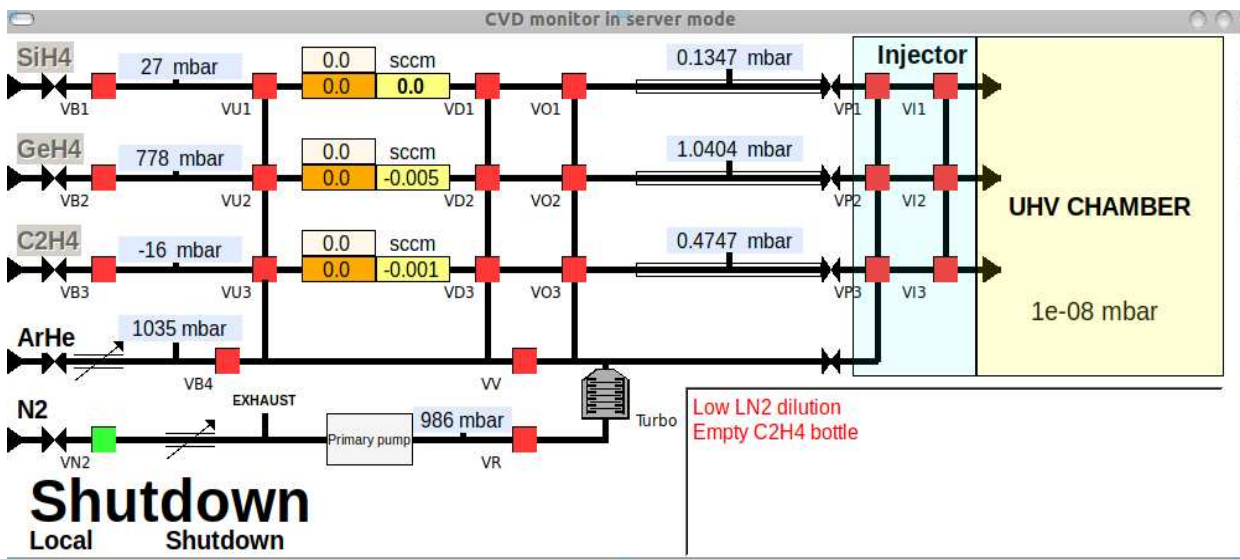 CVD monitor in server mode
SiH4
27 mbar
0.0 sccm
0.0 0.0
0.1347 mbar
Injector
VB1 VU1 VD1 VO1 VP1 VI1
GeH4
778 mbar
0.0 sccm
0.0 -0.005
1.0404 mbar
VB2 VU2 VD2 VO2 VP2 VI2
UHV CHAMBER
C2H4
-16 mbar
0.0 sccm
0.0 -0.001
0.4747 mbar
VB3 VU3 VD3 VO3 VP3 VI3
1e-08 mbar
ArHe
1035 mbar
VB4 VV
N2
EXHAUST
Primary pump
986 mbar
Turbo
VN2 VR
Low LN2 dilution
Empty C2H4 bottle
Shutdown
Local Shutdown